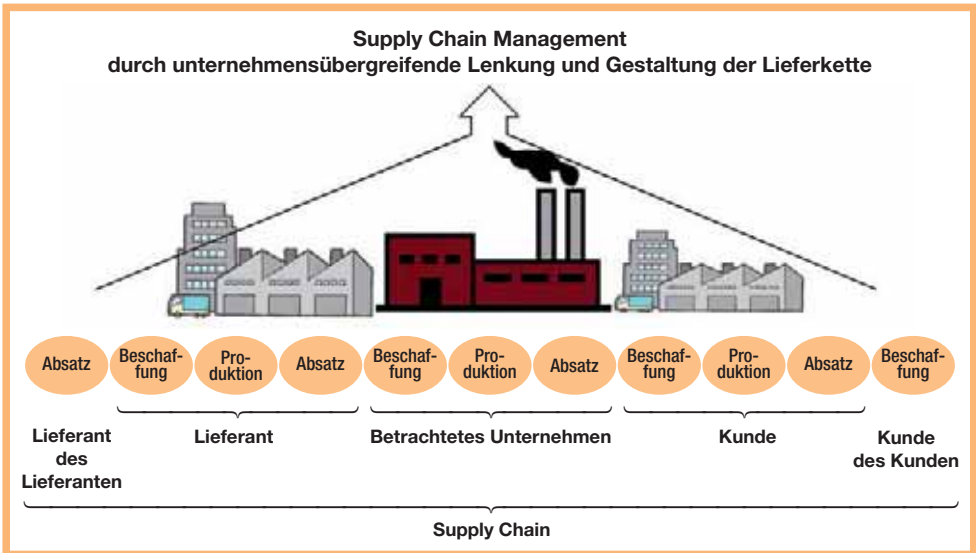 Supply Chain Management
durch unternehmensübergreifende Lenkung und Gestaltung der Lieferkette
Absatz
Beschaf-
fung
Pro-
duktion
Absatz
Beschaf-
fung
Pro-
duktion
Absatz
Beschaf-
fung
Pro-
duktion
Absatz
Beschaf-
fung
Lieferant
des
Lieferanten
Lieferant
Betrachtetes Unternehmen
Kunde
Kunde
des Kunden
Supply Chain